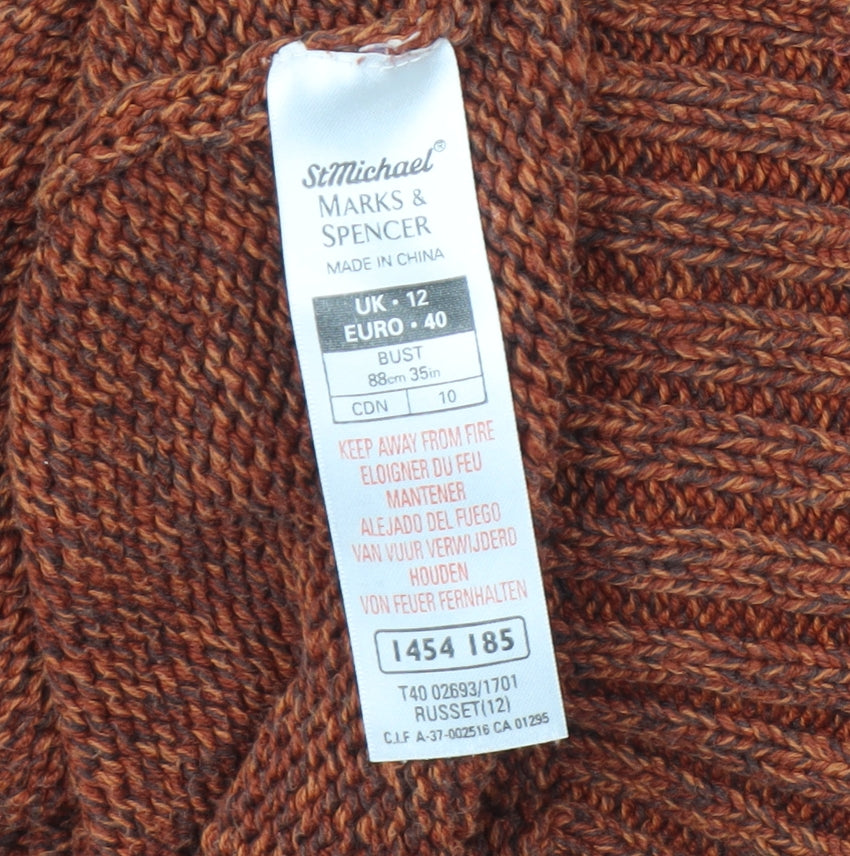 StMichael®
MARKS &
SPENCER
MADE IN CHINA
UK · 12
EURO · 40
BUST
88cm 35in
CDN 10
KEEP AWAY FROM FIRE
ELOIGNER DU FEU
MANTENER
ALEJADO DEL FUEGO
VAN VUUR VERWIJDERD
HOUDEN
VON FEUER FERNHALTEN
1454 185
T40 02693/1701
RUSSET(12)
C.I.F A-37-002516 CA 01295